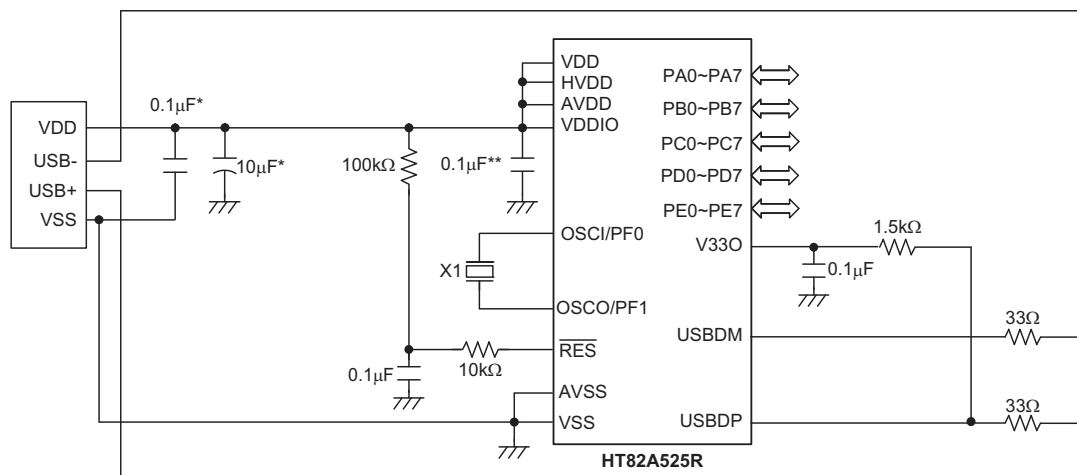 VDD
USB-
USB+
VSS
0.1μF*
10μF*
100kΩ
0.1μF**
X1
0.1μF
10kΩ
VDD
HVDD
AVDD
VDDIO
OSCI/PF0
OSCO/PF1
RES
AVSS
VSS
PA0~PA7
PB0~PB7
PC0~PC7
PD0~PD7
PE0~PE7
V33O
USBDM
USBDP
1.5kΩ
0.1μF
33Ω
33Ω
HT82A525R